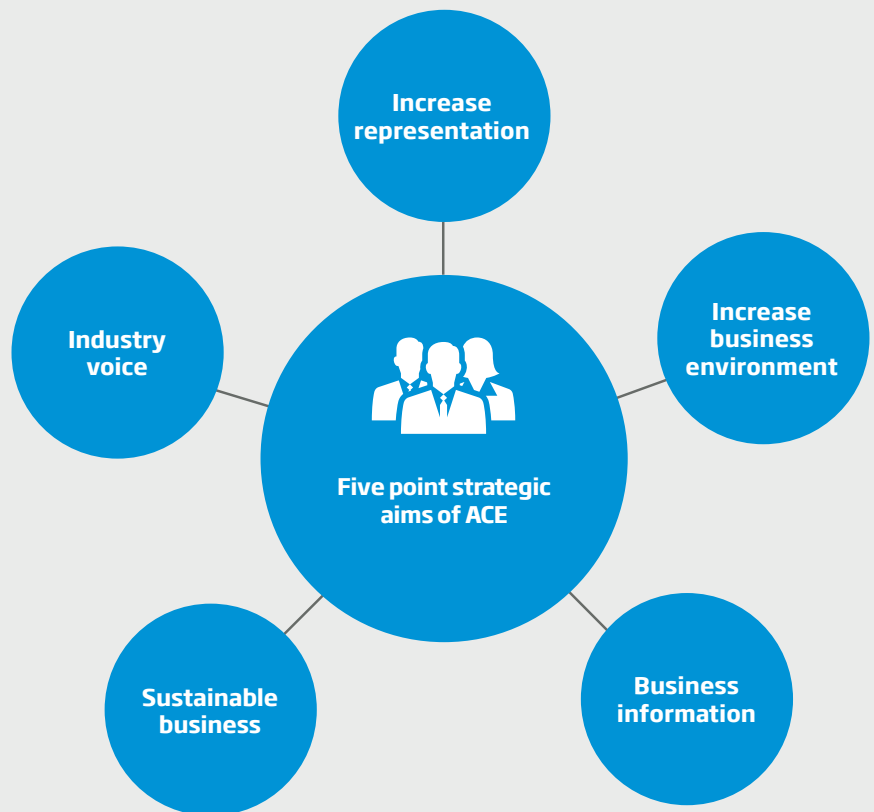 Increase
representation
Increase
business
environment
Industry
voice
Five point strategic
aims of ACE
Sustainable
business
Business
information